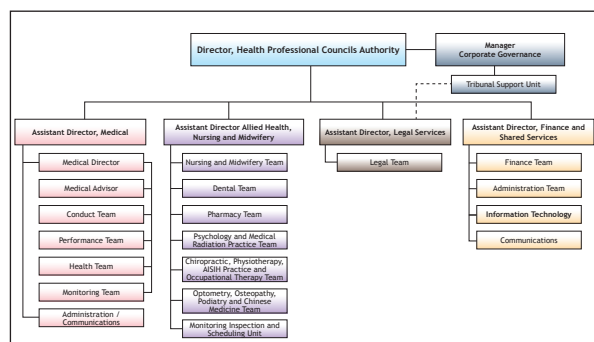 Director, Health Professional Councils Authority
Manager
Corporate Governance
Tribunal Support Unit
Assistant Director, Medical
Medical Director
Medical Advisor
Conduct Team
Performance Team
Health Team
Monitoring Team
Administration /
Communications
Assistant Director Allied Health,
Nursing and Midwifery
Nursing and Midwifery Team
Dental Team
Pharmacy Team
Psychology and Medical
Radiation Practice Team
Chiropractic, Physiotherapy,
AISIH Practice and
Occupational Therapy Team
Optometry, Osteopathy,
Podiatry and Chinese
Medicine Team
Monitoring Inspection and
Scheduling Unit
Assistant Director, Legal Services
Legal Team
Assistant Director, Finance and
Shared Services
Finance Team
Administration Team
Information Technology
Communications